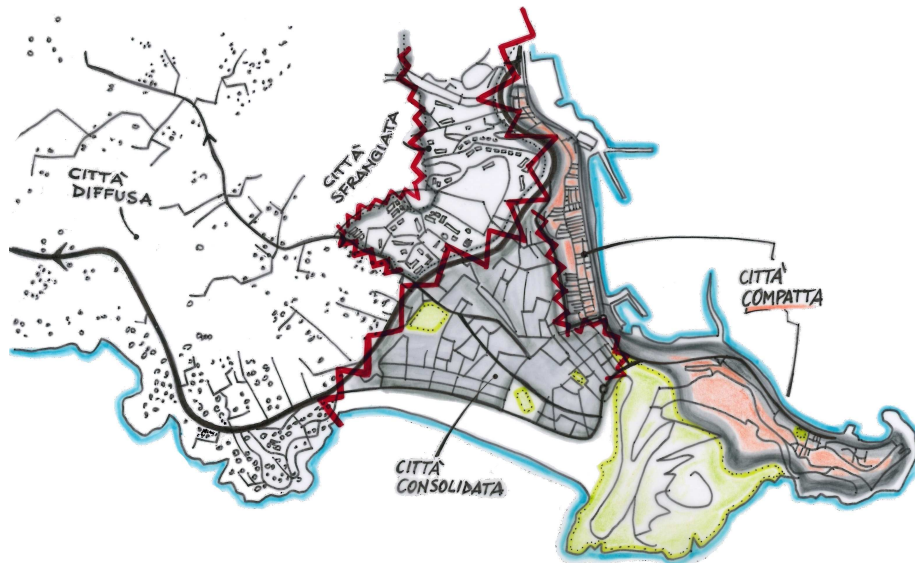 CITTÀ
DIFFUSA
CITTÀ
SFRANGIATA
CITTÀ
COMPATTA
CITTÀ
CONSOLIDATA